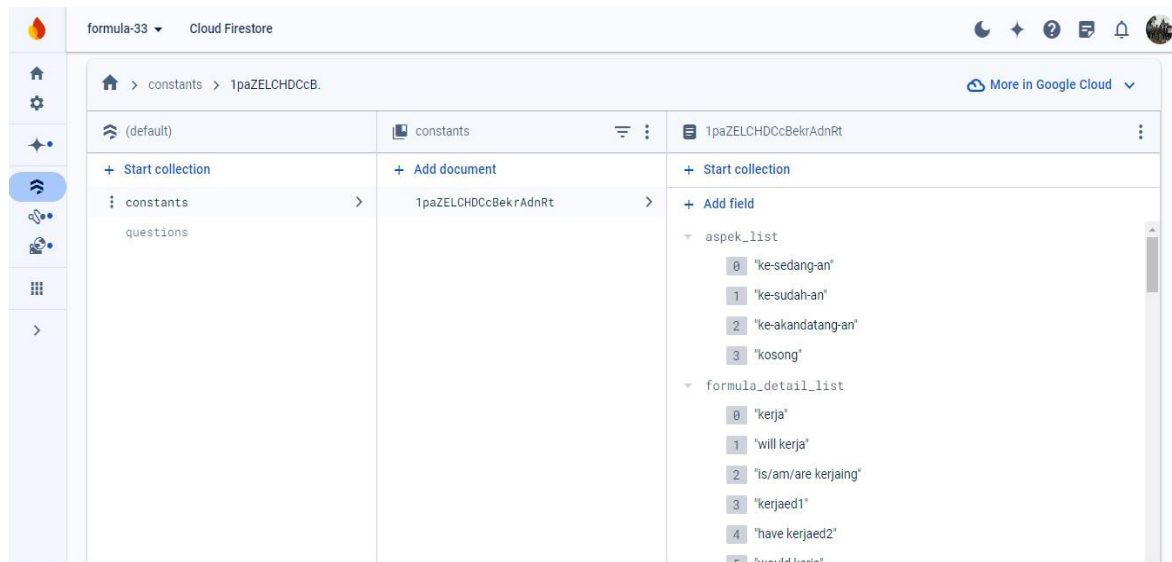 formula-33 Cloud Firestore
constants > 1paZELCHDCcB. More in Google Cloud
(default)
+ Start collection
constants
questions
constants
+ Add document
1paZELCHDCcBekrAdnRt
1paZELCHDCcBekrAdnRt
+ Start collection
+ Add field
aspek_list
0 "ke-sedang-an"
1 "ke-sudah-an"
2 "ke-akandatang-an"
3 "kosong"
formula_detail_list
0 "kerja"
1 "will kerja"
2 "is/am/are kerjaing"
3 "kerjaed1"
4 "have kerjaed2"